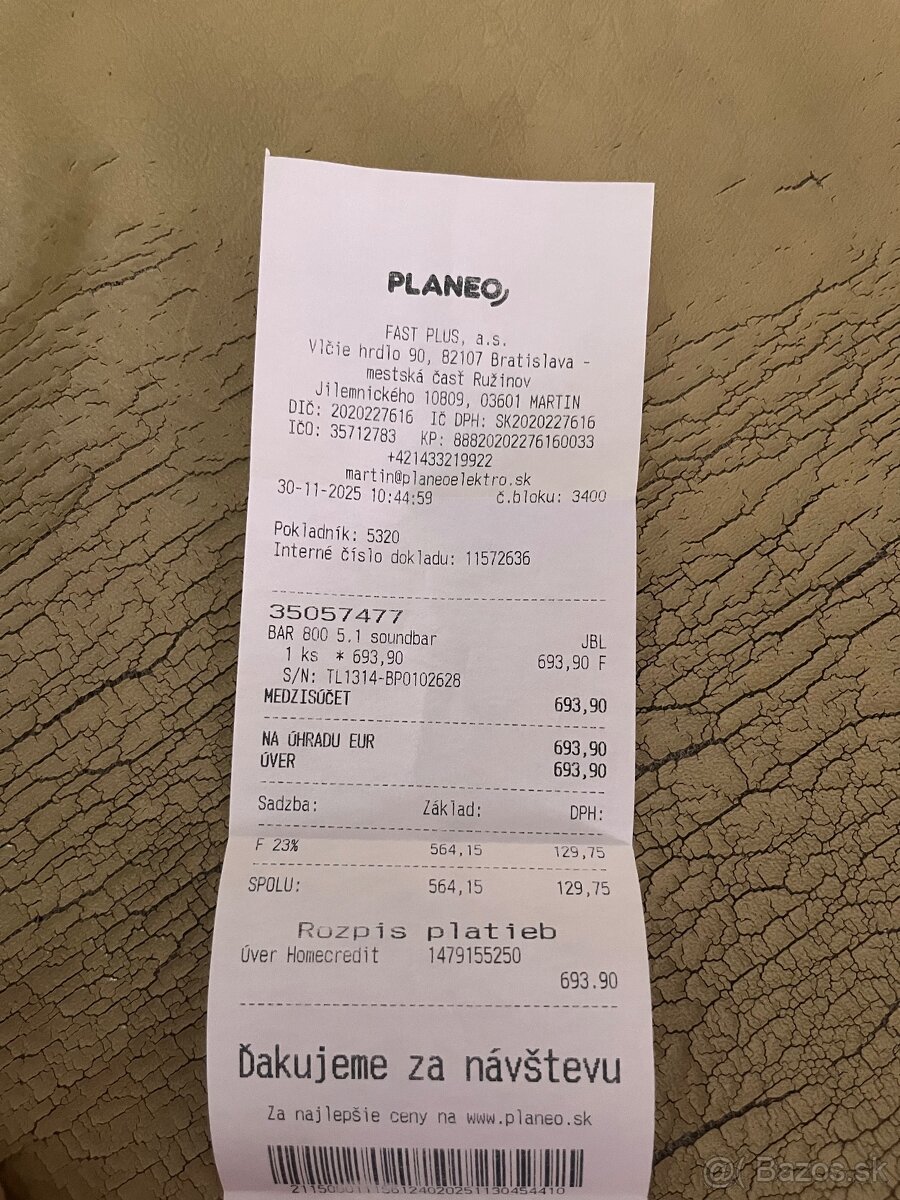 PLANEO
FAST PLUS, a.s.
Vlčie hrdlo 90, 82107 Bratislava -
mestská časť Ružinov
Jilemnického 10809, 03601 MARTIN
DIČ: 2020227616 IČ DPH: SK2020227616
IČO: 35712783 KP: 88820202276160033
+421433219922
martin@planeoelektro.sk
30-11-2025 10:44:59 č.bloku: 3400
Pokladník: 5320
Interné číslo dokladu: 11572636
35057477
BAR 800 5.1 soundbar JBL
1 ks * 693,90 693,90 F
S/N: TL1314-BP0102628
MEDZISÚČET 693,90
NA ÚHRADU EUR 693,90
ÚVER 693,90
Sadzba: Základ: DPH:
F 23% 564,15 129,75
SPOLU: 564,15 129,75
Rozpis platieb
Úver Homecredit 1479155250
693.90
Ďakujeme za návštevu
Za najlepšie ceny na www.planeo.sk
@/ Bazos.sk